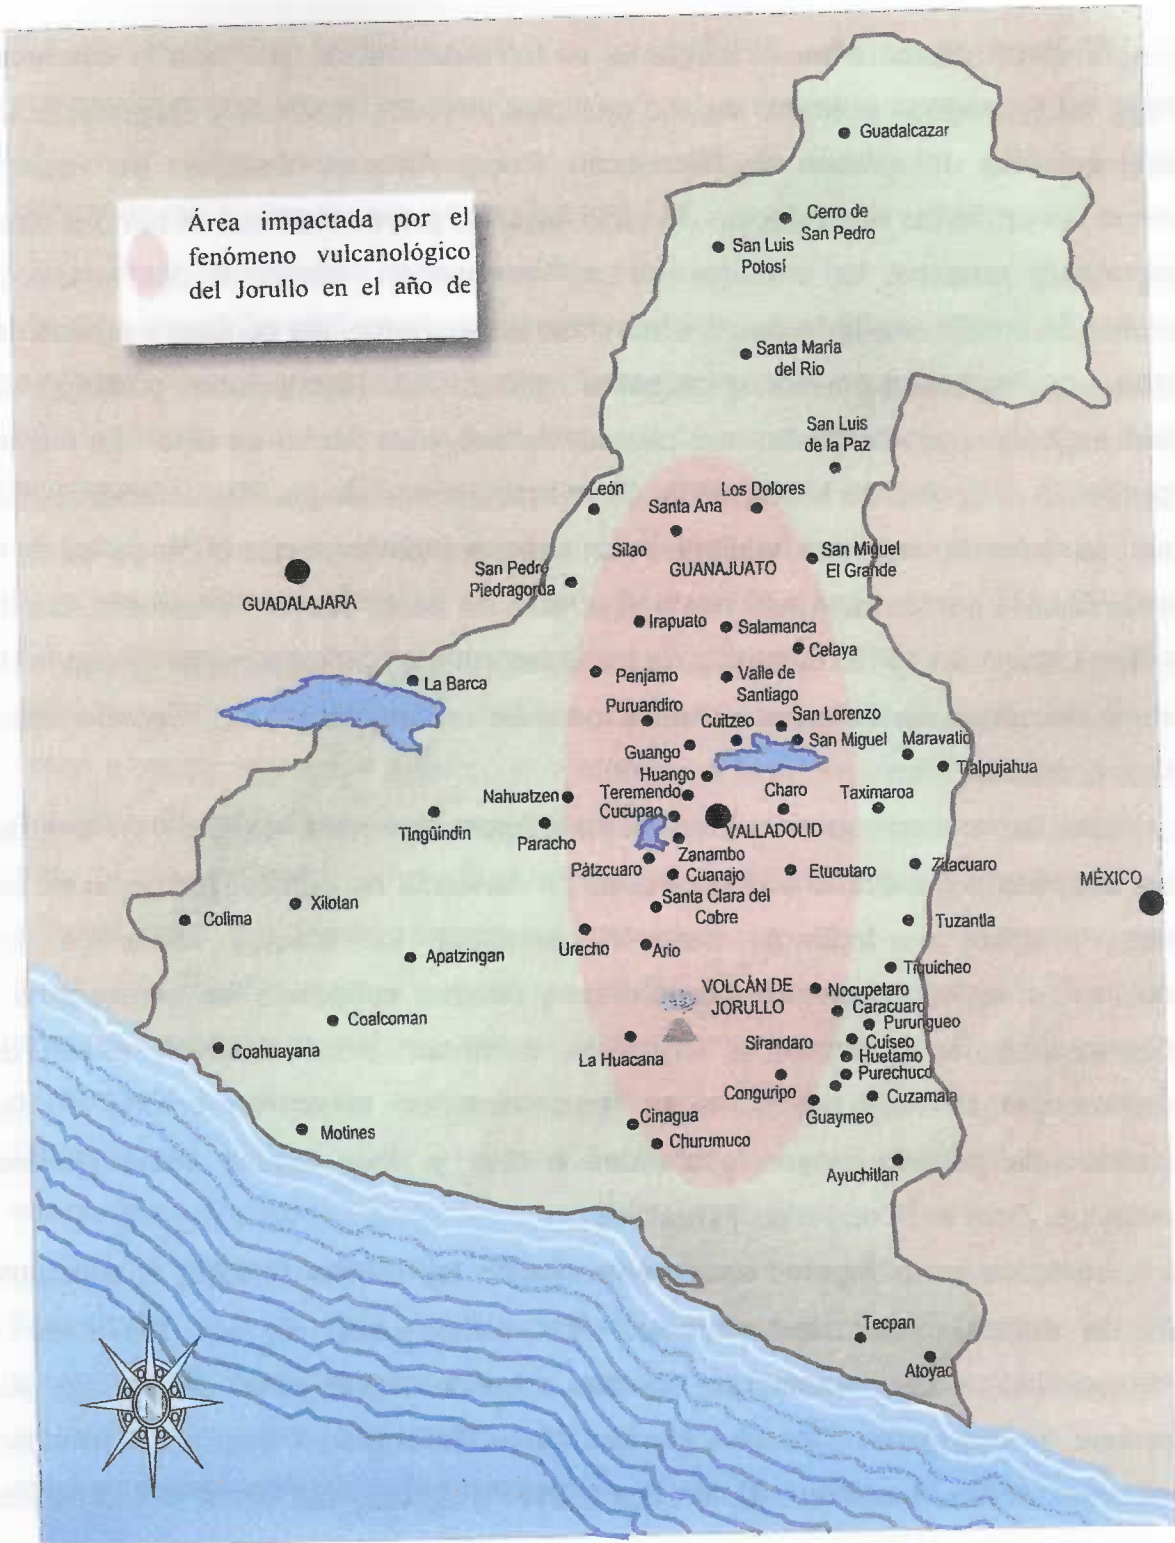 Guadalcazar
Cerro de
San Pedro
San Luis
Potosí
Área impactada por el
fenómeno vulcanológico
del Jorullo en el año de
Santa Maria
del Rio
San Luis
de la Paz
León
Santa Ana
Los Dolores
Silao
GUANAJUATO
San Miguel
El Grande
San Pedro
Piedragorda
GUADALAJARA
Irapuato
Salamanca
Celaya
La Barca
Penjamo
Valle de
Santiago
Puruandiro
Cuitzeo
San Lorenzo
Guango
San Miguel
Maravatio
Tlalpujahua
Huango
Nahuatzen
Teremendo
Charo
Taximaroa
Cucupao
Tingûindin
Paracho
VALLADOLID
Zanambo
Pátzcuaro
Cuanajo
Etucutaro
Zitacuaro
MÉXICO
Xilotan
Santa Clara del
Cobre
Colima
Tuzantla
Urecho
Ario
Apatzingan
Tiquicheo
VOLCÁN DE
JORULLO
Nocupetaro
Caracuaro
Coalcoman
Purungueo
Sirandaro
Cuiseo
Coahuayana
La Huacana
Huetamo
Purechuco
Conguripo
Cuzamala
Guaymeo
Cinagua
Motines
Churumuco
Ayuchitlan
Tecpan
Atoyac